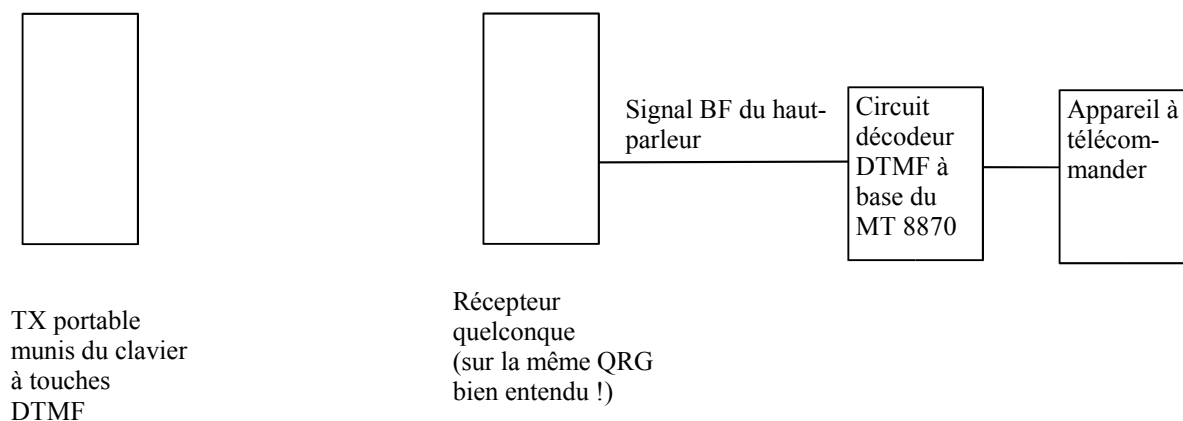 Signal BF du haut-
parleur
Circuit
décodeur
DTMF à
base du
MT 8870
Appareil à
télécom-
mander
TX portable
munis du clavier
à touches
DTMF
Récepteur
quelconque
(sur la même QRG
bien entendu !)